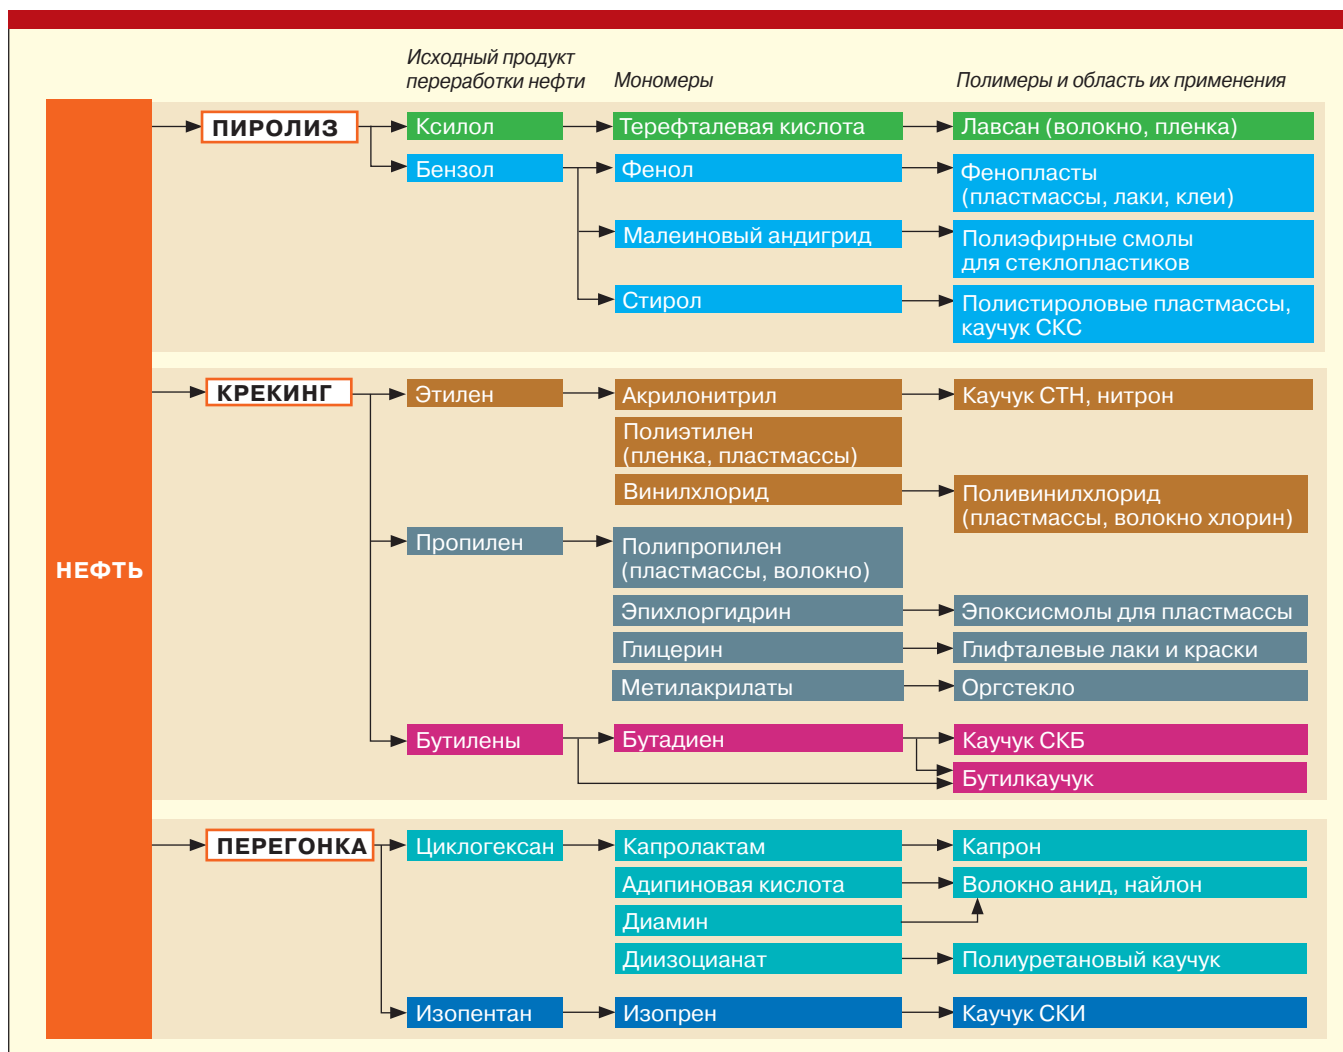 Исходный продукт
переработки нефти
Мономеры
Полимеры и область их применения
НЕФТЬ
ПИРОЛИЗ
Ксилол
Терефталевая кислота
Лавсан (волокно, пленка)
Бензол
Фенол
Фенопласты
(пластмассы, лаки, клеи)
Малеиновый андигрид
Полиэфирные смолы
для стеклопластиков
Стирол
Полистироловые пластмассы,
каучук СКС
КРЕКИНГ
Этилен
Акрилонитрил
Каучук СТН, нитрон
Полиэтилен
(пленка, пластмассы)
Винилхлорид
Поливинилхлорид
(пластмассы, волокно хлорин)
Пропилен
Полипропилен
(пластмассы, волокно)
Эпихлоргидрин
Эпоксисмолы для пластмассы
Глицерин
Глифталевые лаки и краски
Метилакрилаты
Оргстекло
Бутилены
Бутадиен
Каучук СКБ
Бутилкаучук
ПЕРЕГОНКА
Циклогексан
Капролактам
Капрон
Адипиновая кислота
Волокно анид, найлон
Диамин
Диизоцианат
Полиуретановый каучук
Изопентан
Изопрен
Каучук СКИ